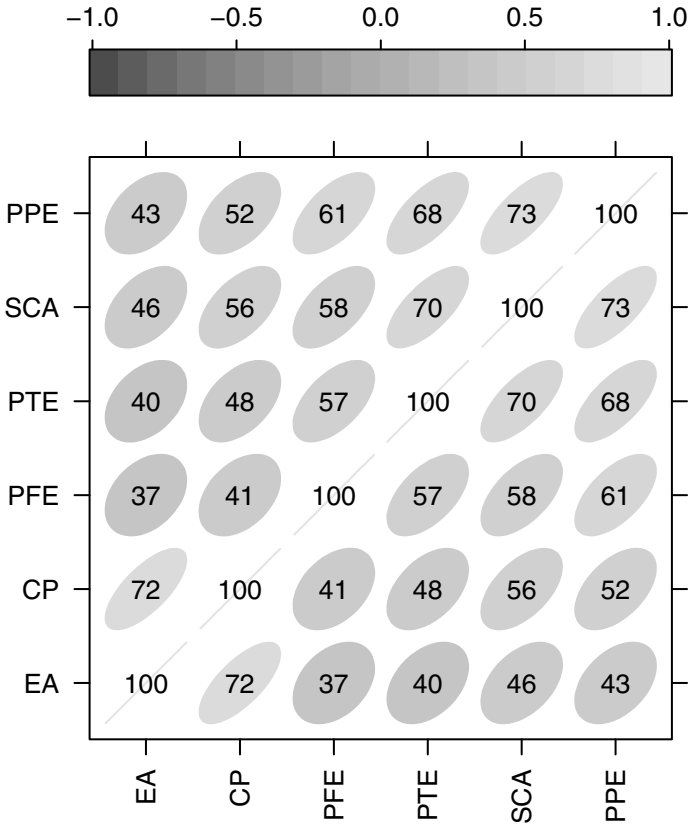 −1.0 −0.5 0.0 0.5 1.0
PPE 43 52 61 68 73 100
SCA 46 56 58 70 100 73
PTE 40 48 57 100 70 68
PFE 37 41 100 57 58 61
CP 72 100 41 48 56 52
EA 100 72 37 40 46 43
EA CP PFE PTE SCA PPE